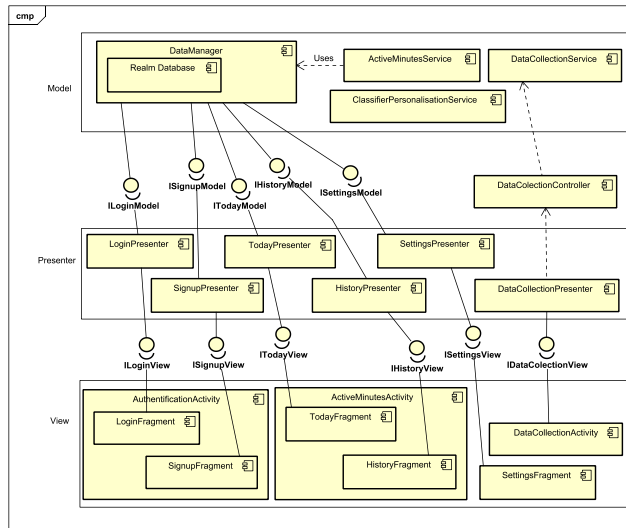 cmp
DataManager
Realm Database
Uses
ActiveMinutesService
DataCollectionService
Model
ClassifierPersonalisationService
ILoginModel
ISignupModel
ITodayModel
IHistoryModel
ISettingsModel
DataColectionController
LoginPresenter
TodayPresenter
SettingsPresenter
Presenter
SignupPresenter
HistoryPresenter
DataCollectionPresenter
ILoginView
ISignupView
ITodayView
IHistoryView
ISettingsView
IDataColectionView
AuthentificationActivity
ActiveMinutesActivity
View
LoginFragment
TodayFragment
DataCollectionActivity
SignupFragment
HistoryFragment
SettingsFragment